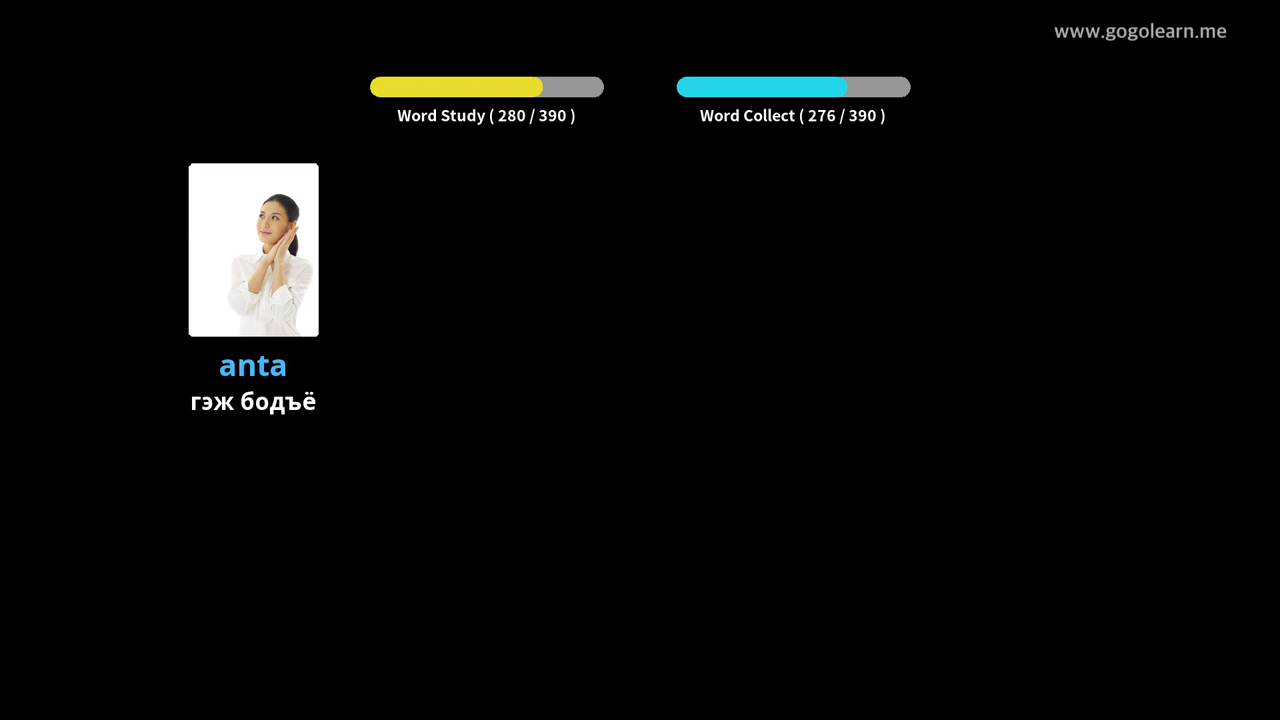 www.gogolearn.me
Word Study ( 280 / 390 )
Word Collect ( 276 / 390 )
anta
гэж бодъё